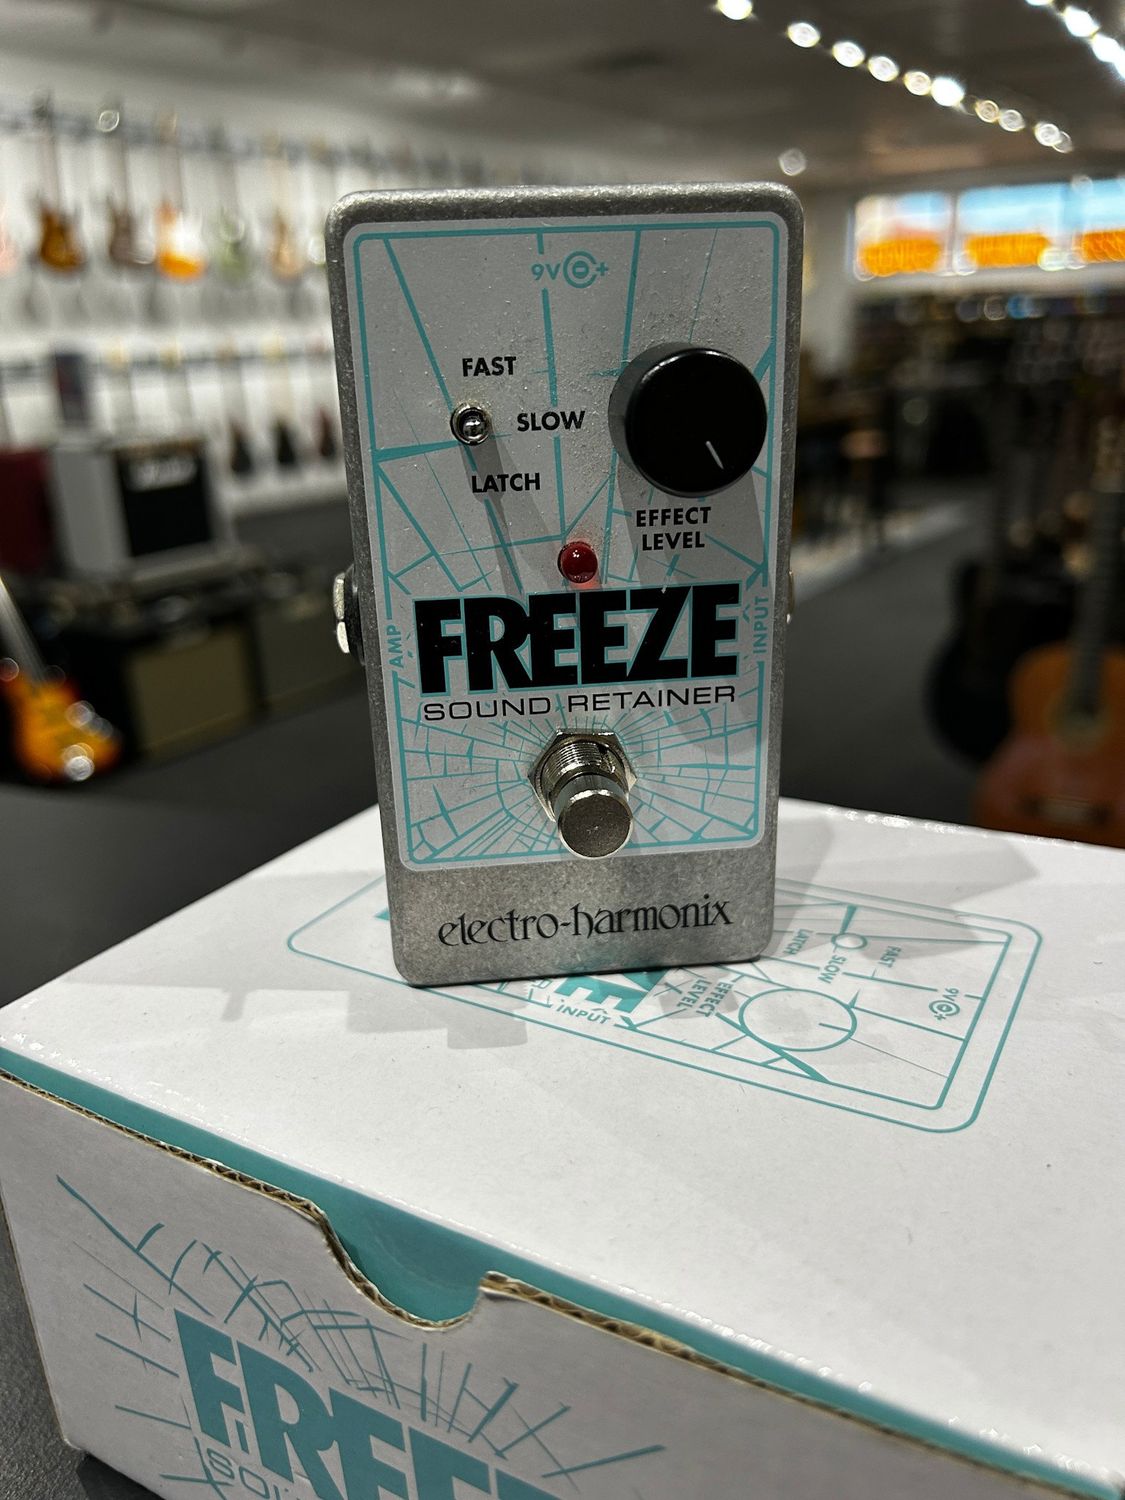 9V
FAST
SLOW
LATCH
EFFECT
LEVEL
AMP
INPUT
FREEZE
SOUND RETAINER
electro-harmonix
LATCH
SLOW
FAST
9V
EFFECT
LEVEL
INPUT